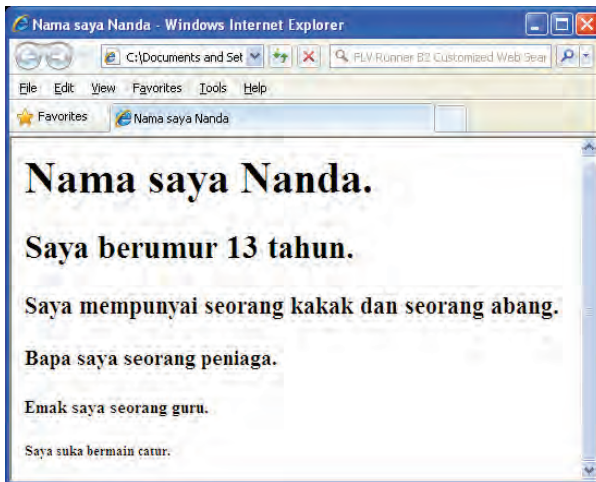 Nama saya Nanda - Windows Internet Explorer
C:\Documents and Set
FLV Runner B2 Customized Web Sear
File Edit View Favorites Tools Help
Favorites Nama saya Nanda
Nama saya Nanda.
Saya berumur 13 tahun.
Saya mempunyai seorang kakak dan seorang abang.
Bapa saya seorang peniaga.
Emak saya seorang guru.
Saya suka bermain catur.